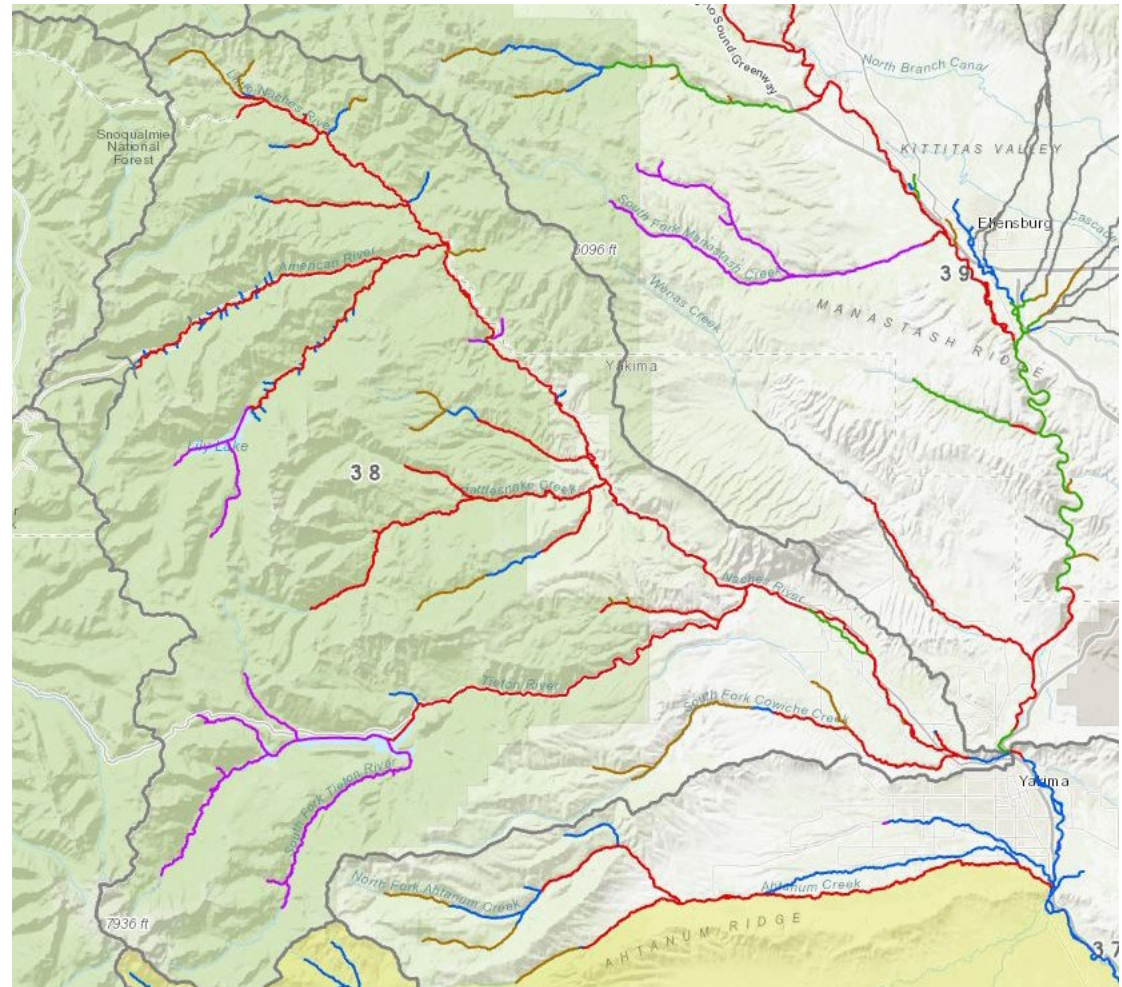 Sound Greenway
North Branch Canal
Little Naches River
Snoqualmie
National
Forest
KITTITAS VALLEY
South Fork Manastash Creek
Ellensburg
Cascade
5096 ft
American River
39
Wenas Creek
MANASTASH RIDGE
Yakima
Lily Lake
38
Rattlesnake Creek
Naches River
Tieton River
South Fork Cowiche Creek
South Fork Tieton River
Yakima
North Fork Ahtanum Creek
Ahtanum Creek
7936 ft
AHTANUM RIDGE
37